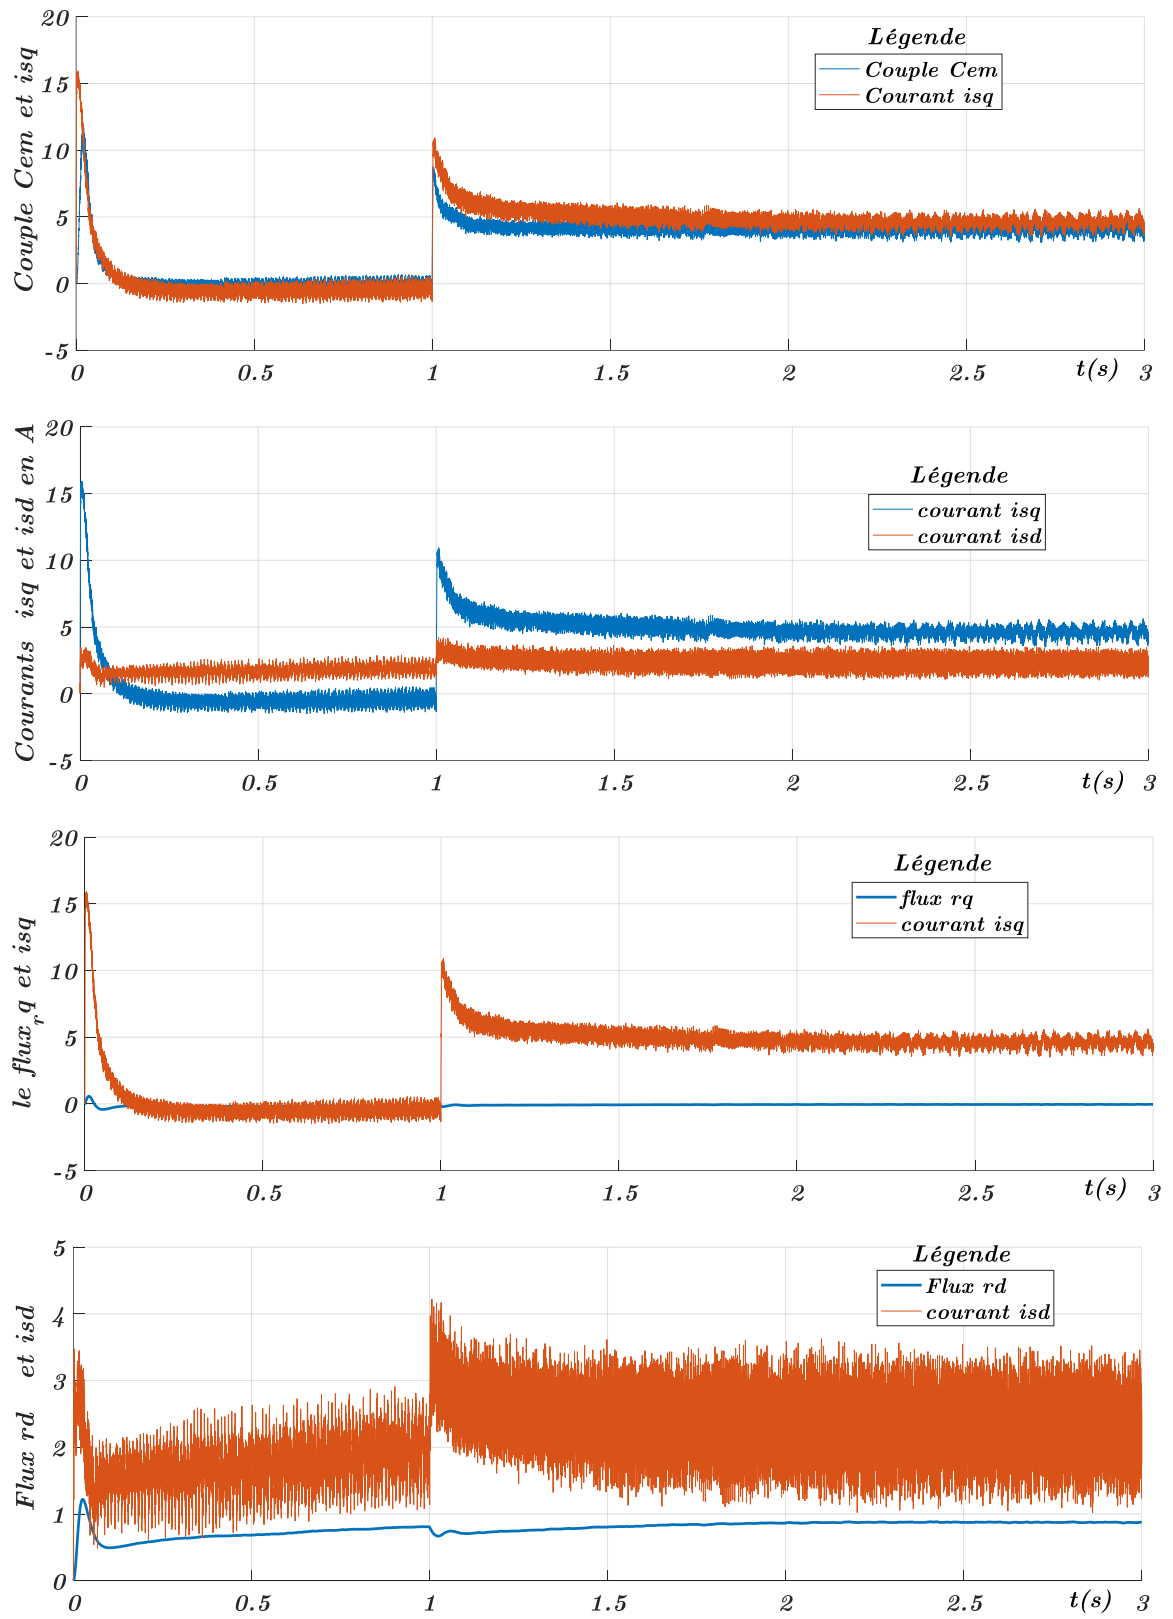 Couple Cem et isq
20
15
10
5
0
-5
0
0.5
1
1.5
2
2.5
t(s)
3
Légende
Couple Cem
Courant isq
Courants isq et isd en A
20
15
10
5
0
-5
0
0.5
1
1.5
2
2.5
t(s)
3
Légende
courant isq
courant isd
le flux_r q et isq
20
15
10
5
0
-5
0
0.5
1
1.5
2
2.5
t(s)
3
Légende
flux rq
courant isq
Flux rd et isd
5
4
3
2
1
0
0
0.5
1
1.5
2
2.5
t(s)
3
Légende
Flux rd
courant isd